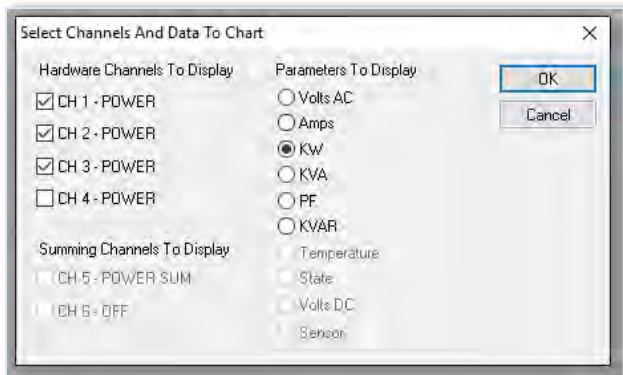 Select Channels And Data To Chart
Hardware Channels To Display
CH 1 - POWER
CH 2 - POWER
CH 3 - POWER
CH 4 - POWER
Summing Channels To Display
CH 5 - POWER SUM
CH 6 - OFF
Parameters To Display
Volts AC
Amps
KW
KVA
PF
KVAR
Temperature
State
Volts DC
Sensor
OK
Cancel